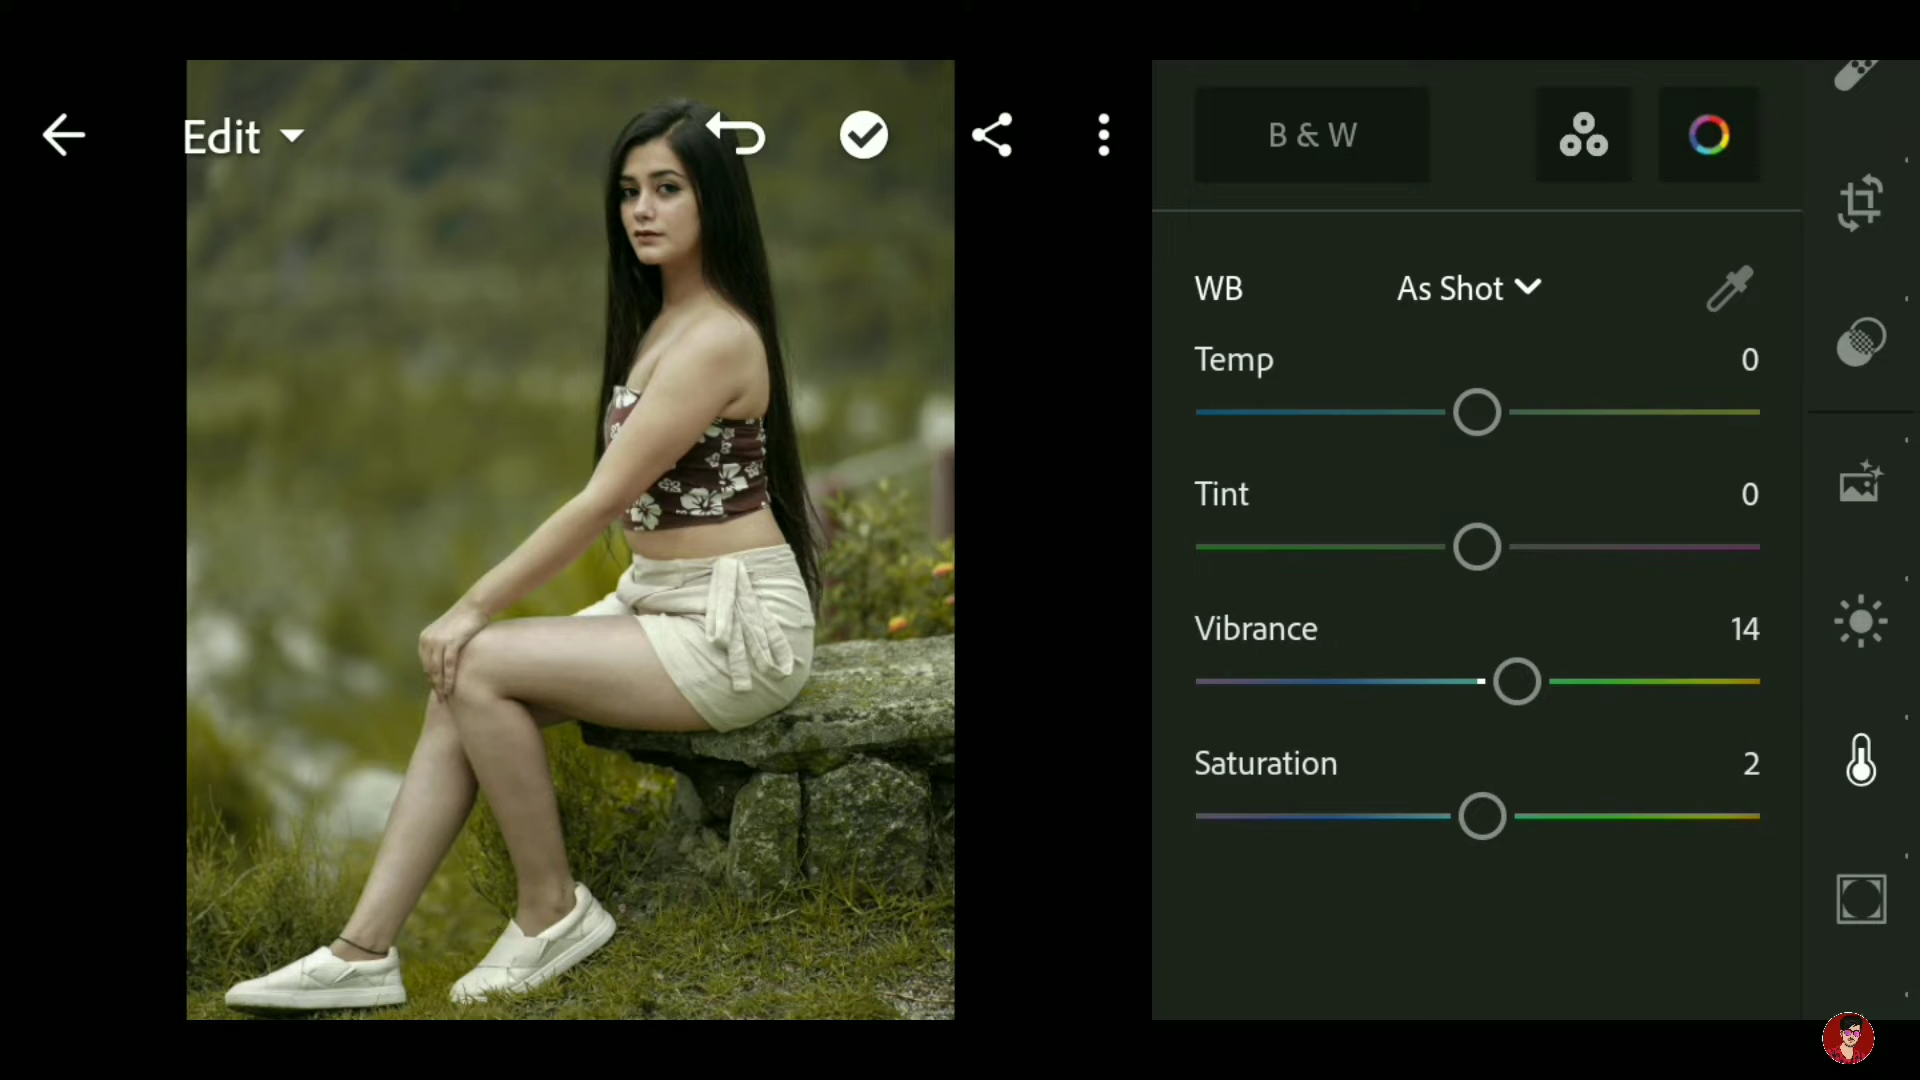 Edit
B & W
WB As Shot
Temp 0
Tint 0
Vibrance 14
Saturation 2